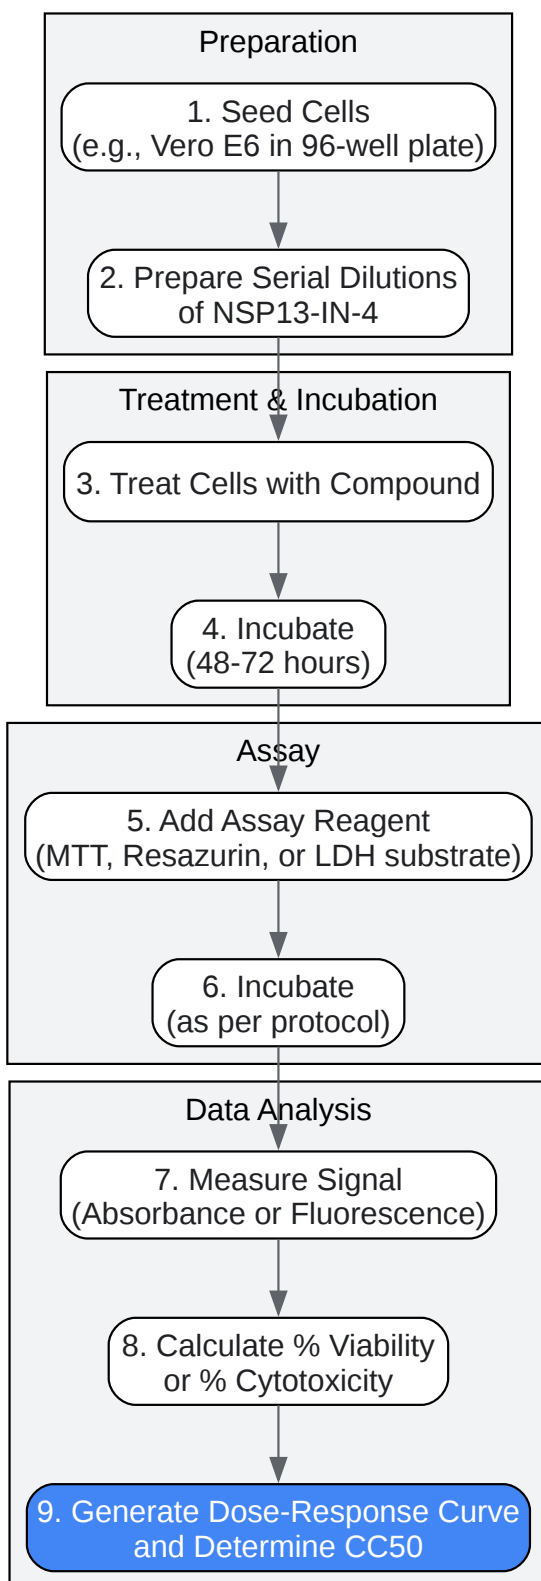 Preparation
1. Seed Cells
(e.g., Vero E6 in 96-well plate)
2. Prepare Serial Dilutions
of NSP13-IN-4
Treatment & Incubation
3. Treat Cells with Compound
4. Incubate
(48-72 hours)
Assay
5. Add Assay Reagent
(MTT, Resazurin, or LDH substrate)
6. Incubate
(as per protocol)
Data Analysis
7. Measure Signal
(Absorbance or Fluorescence)
8. Calculate % Viability
or % Cytotoxicity
9. Generate Dose-Response Curve
and Determine CC50